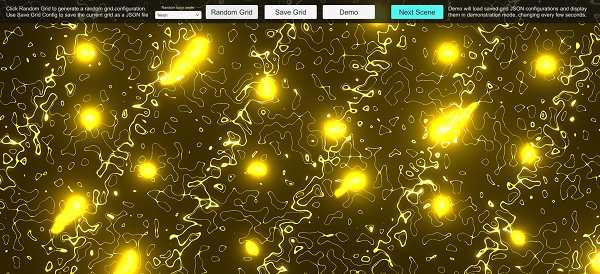 Click Random Grid to generate a random grid configuration.
Use Save Grid Config to save the current grid as a JSON file
Random color mode
Neon
Random Grid
Save Grid
Demo
Next Scene
Demo will load saved grid JSON configurations and display
them in demonstration mode, changing every few seconds.